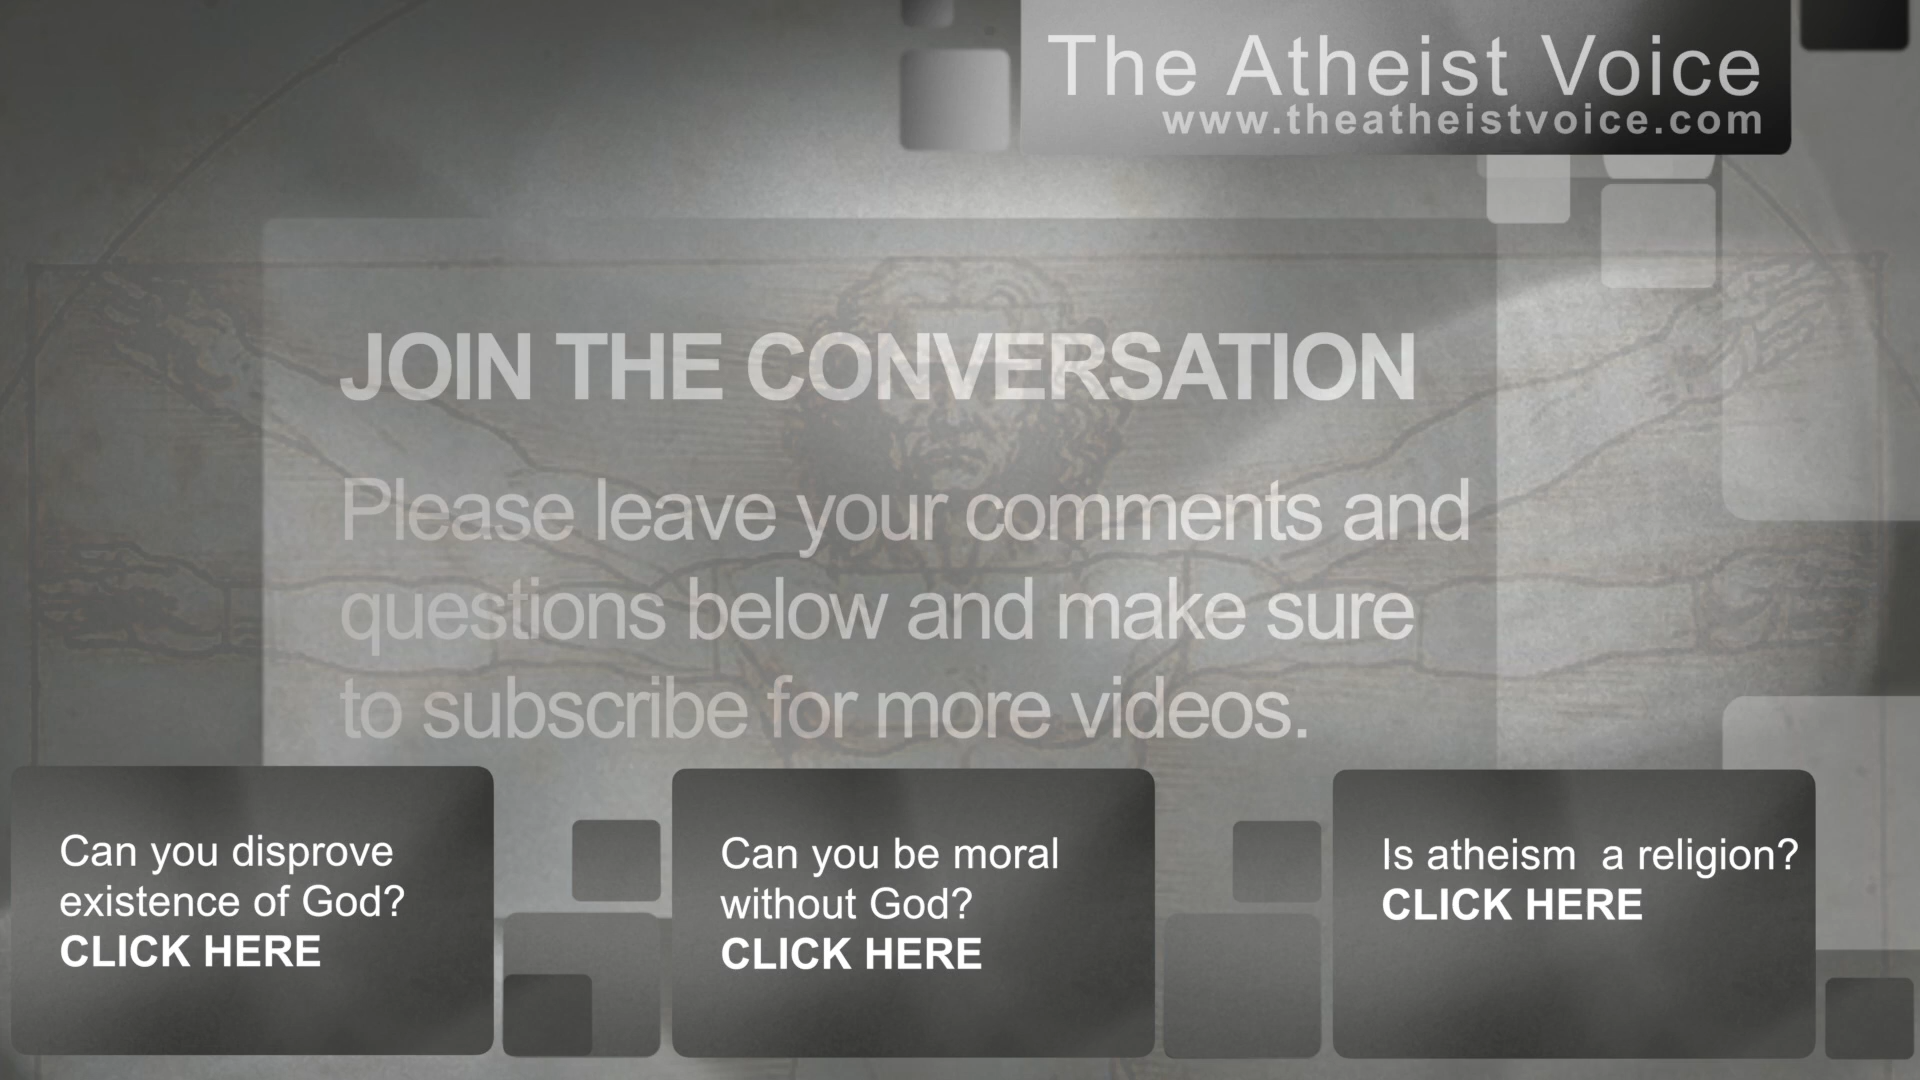 The Atheist Voice
www.theatheistvoice.com
JOIN THE CONVERSATION
Please leave your comments and
questions below and make sure
to subscribe for more videos.
Can you disprove
existence of God?
CLICK HERE
Can you be moral
without God?
CLICK HERE
Is atheism  a religion?
CLICK HERE